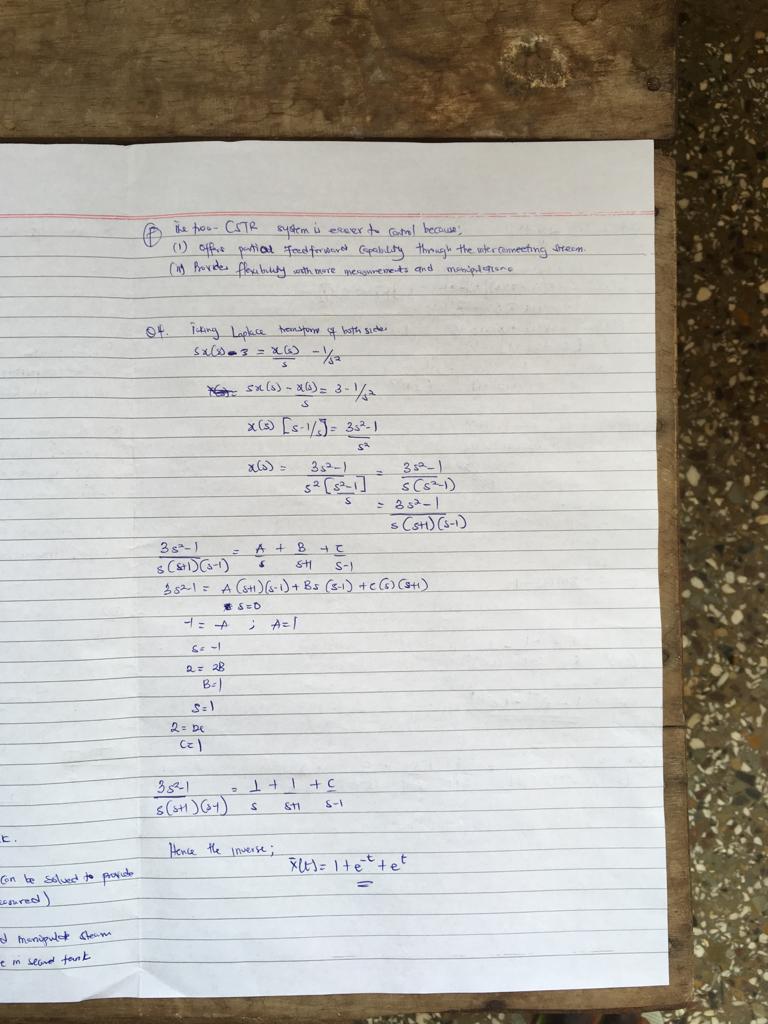 F The two-CSTR system is easier to control because;
(i) Offers partial feedforward capability through the interconnecting stream.
(ii) Provides flexibility with more measurements and manipulations
Q4. Taking Laplace transform of both sides
sx(s) - 3 = x(s)/s - 1/s²
sx(s) - x(s)/s = 3 - 1/s²
x(s) [s - 1/s] = 3s²-1/s²
x(s) = 3s²-1/s²[s²-1/s] = 3s²-1/s(s²-1)
= 3s²-1/s(s+1)(s-1)
3s²-1/s(s+1)(s-1) = A/s + B/s+1 + C/s-1
3s²-1 = A(s+1)(s-1) + Bs(s-1) + C(s)(s+1)
s=0
-1 = -A ; A=1
s=-1
2 = 2B
B=1
s=1
2 = 2C
C=1
3s²-1/s(s+1)(s-1) = 1/s + 1/s+1 + C/s-1
Hence the inverse;
x̄(t) = 1 + e^-t + e^t
k.
can be solved to provide
asured)
d manipulat steam
e in second tank